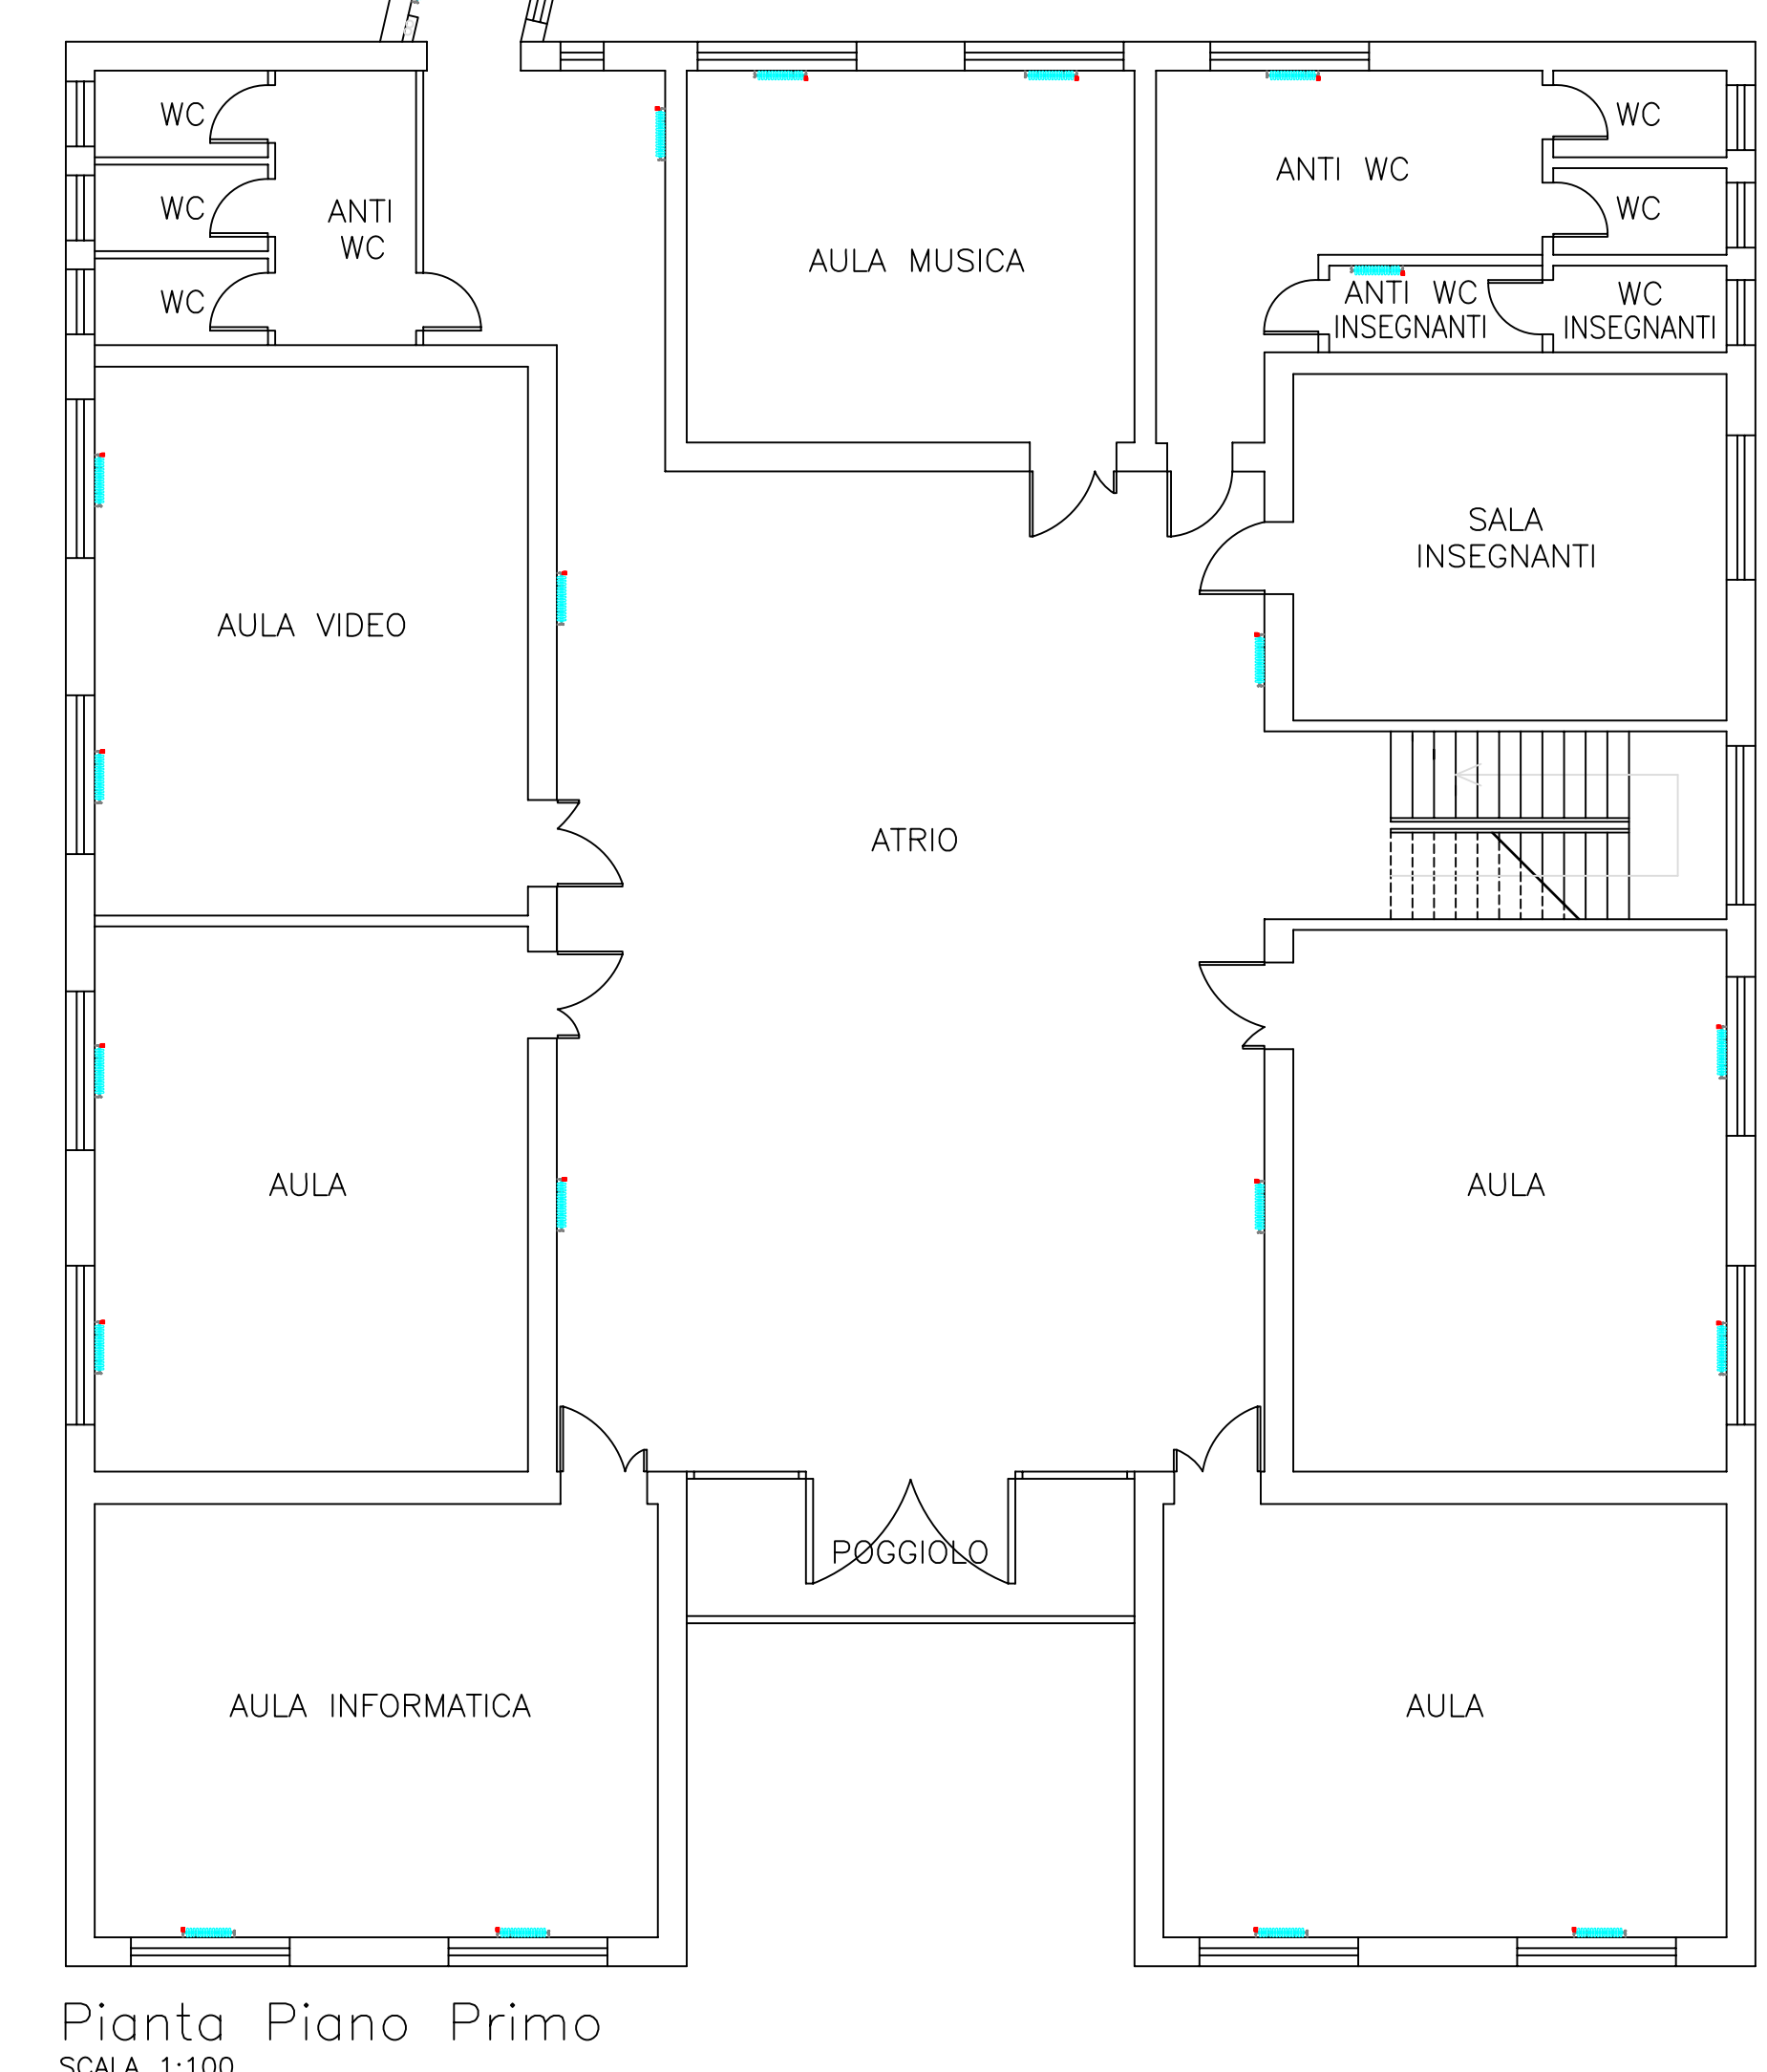 WC
WC
ANTI WC
WC
WC
ANTI
WC
AULA MUSICA
WC
ANTI WC
INSEGNANTI
WC
INSEGNANTI
SALA
INSEGNANTI
AULA VIDEO
ATRIO
AULA
AULA
POGGIOLO
AULA INFORMATICA
AULA
Pianta Piano Primo
SCALA 1:100